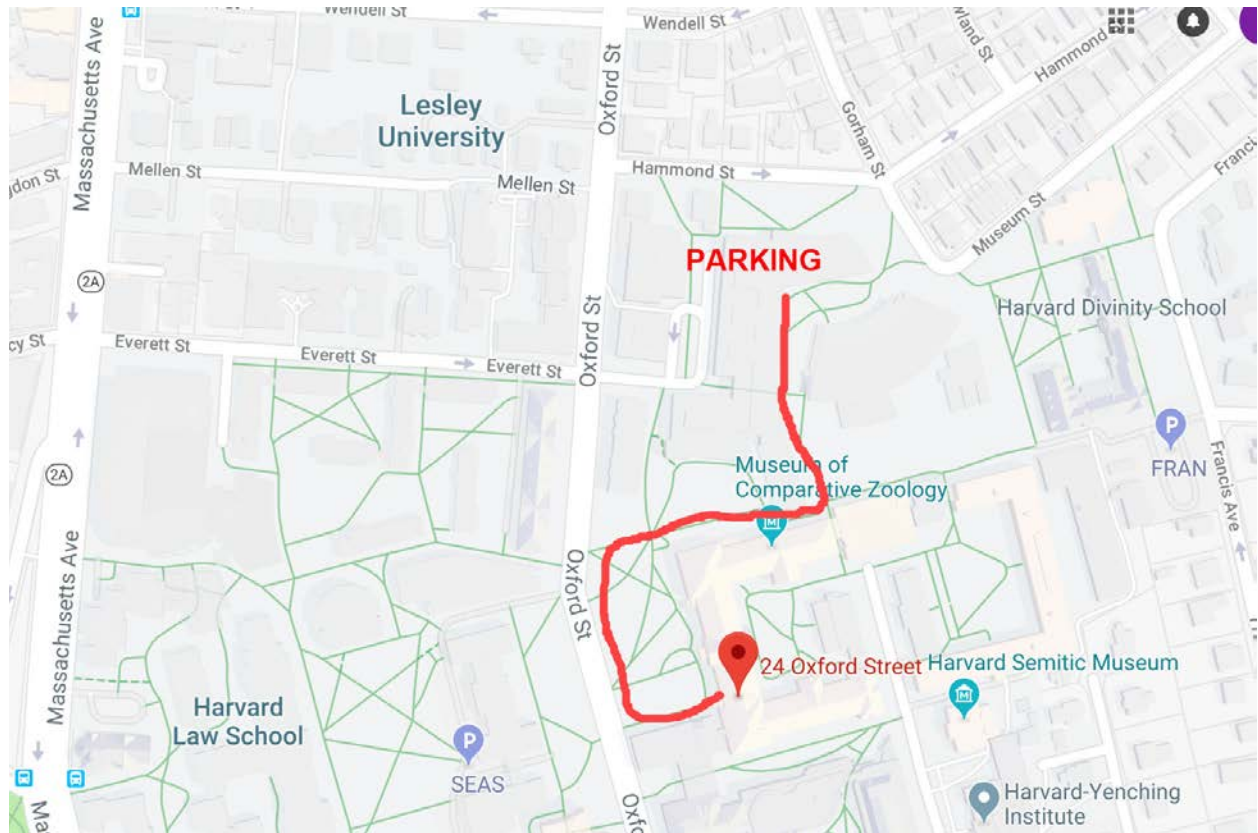 Wendell St
Wendell St
Hammond
Massachusetts Ave
Lesley
University
Oxford St
Gorham St
Mellen St
Mellen St
Hammond St
Museum St
PARKING
2A
Harvard Divinity School
Oxford St
Everett St
Everett St
Everett St
Museum of
Comparative Zoology
P
FRAN
Francis Ave
2A
Massachusetts Ave
Oxford St
24 Oxford Street
Harvard Semitic Museum
Harvard
Law School
P
SEAS
Harvard-Yenching
Institute